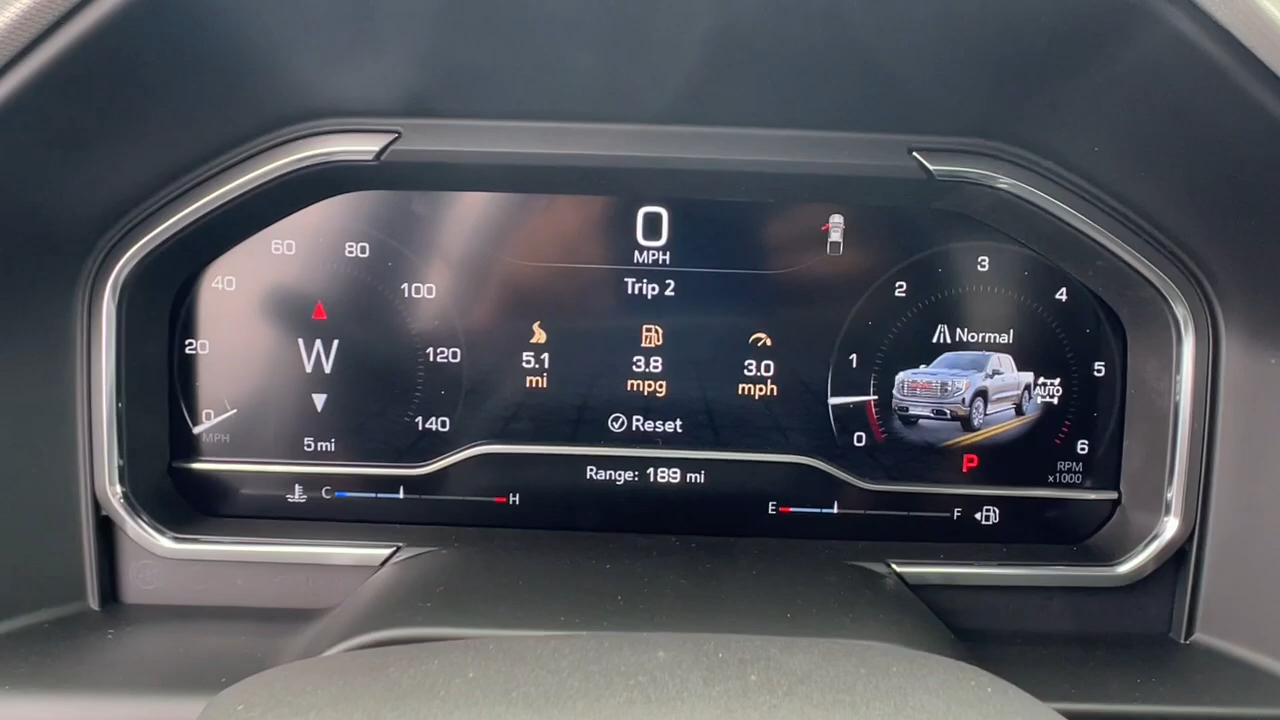 0
MPH
Trip 2
5.1
mi
3.8
mpg
3.0
mph
Reset
Range: 189 mi
0
20
40
60
80
100
120
140
MPH
W
5 mi
C
H
0
1
2
3
4
5
6
RPM
x1000
Normal
AUTO
P
E
F